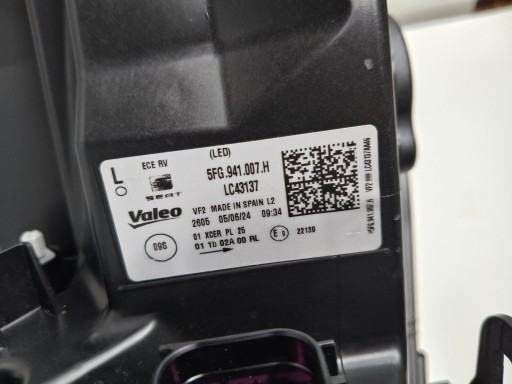 L
ECE RV
(LED)
SEAT
5FG.941.007.H
LC43137
Valeo
VF2 MADE IN SPAIN L2
2605 05/06/24 09:34
09S
01 XCER PL 25
01 1b 02A 00 RL
E9
22139